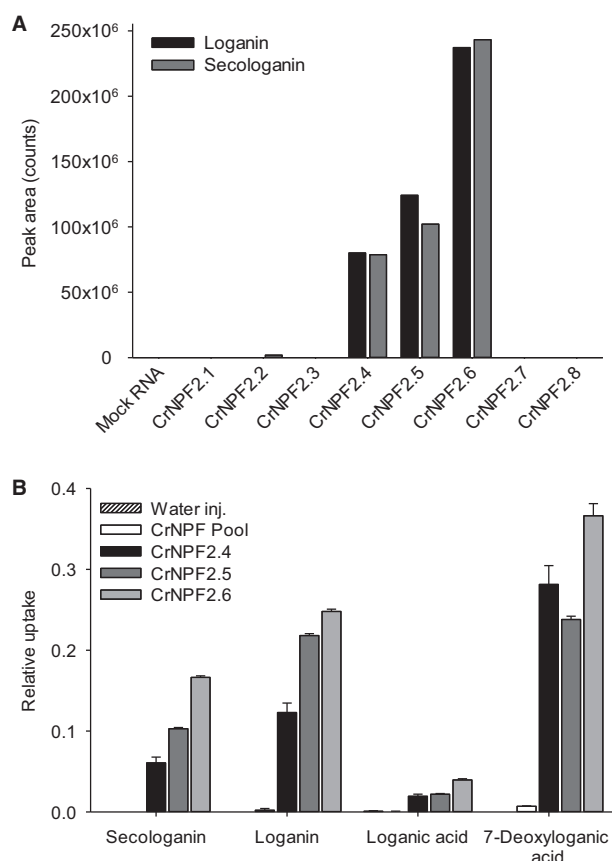 A
250x10⁶
200x10⁶
150x10⁶
100x10⁶
50x10⁶
0
Peak area (counts)
Loganin
Secologanin
Mock RNA
CrNPF2.1
CrNPF2.2
CrNPF2.3
CrNPF2.4
CrNPF2.5
CrNPF2.6
CrNPF2.7
CrNPF2.8
B
0.4
0.3
0.2
0.1
0.0
Relative uptake
Water inj.
CrNPF Pool
CrNPF2.4
CrNPF2.5
CrNPF2.6
Secologanin
Loganin
Loganic acid
7-Deoxyloganic
acid